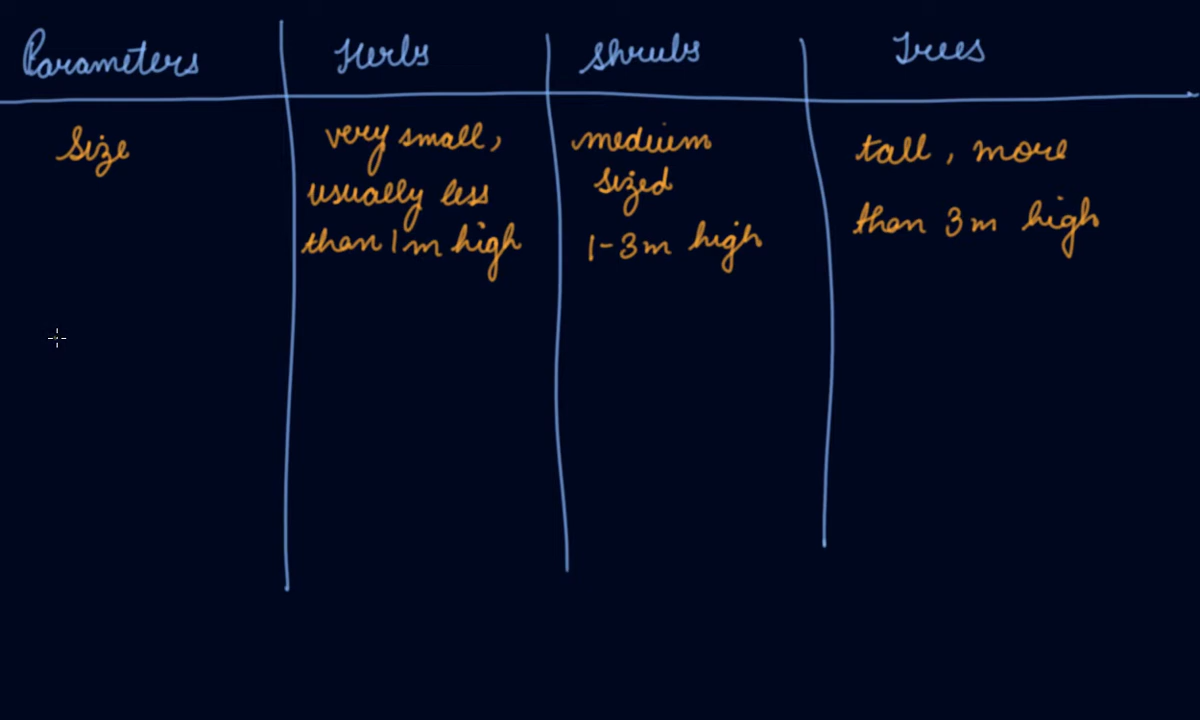 Parameters Herbs Shrubs Trees
Size
very small,
usually less
than 1m high
medium
sized
1-3m high
tall, more
than 3m high